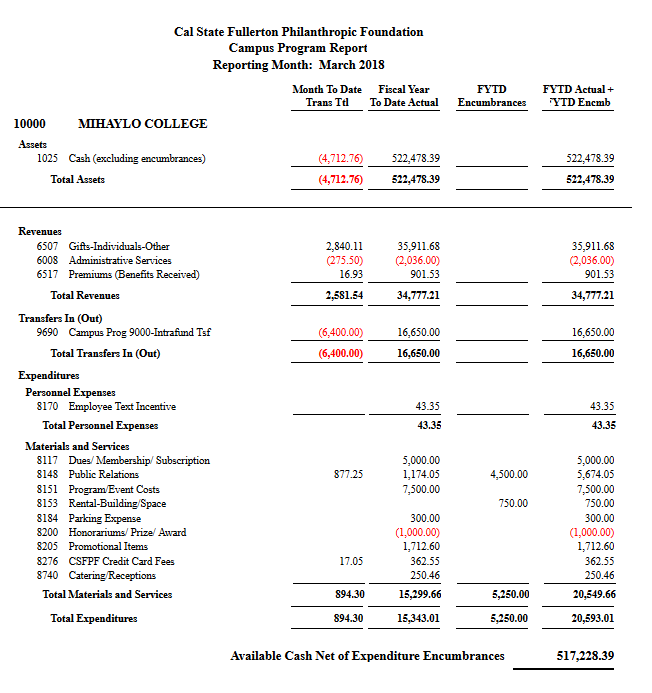 Cal State Fullerton Philanthropic Foundation
Campus Program Report
Reporting Month: March 2018
Month To Date Fiscal Year FYTD FYTD Actual +
Trans Ttl To Date Actual Encumbrances FYTD Encmb
10000 MIHAYLO COLLEGE
Assets
1025 Cash (excluding encumbrances) (4,712.76) 522,478.39 522,478.39
Total Assets (4,712.76) 522,478.39 522,478.39
Revenues
6507 Gifts-Individuals-Other 2,840.11 35,911.68 35,911.68
6008 Administrative Services (275.50) (2,036.00) (2,036.00)
6517 Premiums (Benefits Received) 16.93 901.53 901.53
Total Revenues 2,581.54 34,777.21 34,777.21
Transfers In (Out)
9690 Campus Prog 9000-Intrafund Tsf (6,400.00) 16,650.00 16,650.00
Total Transfers In (Out) (6,400.00) 16,650.00 16,650.00
Expenditures
Personnel Expenses
8170 Employee Text Incentive 43.35 43.35
Total Personnel Expenses 43.35 43.35
Materials and Services
8117 Dues/ Membership/ Subscription 5,000.00 5,000.00
8148 Public Relations 877.25 1,174.05 4,500.00 5,674.05
8151 Program/Event Costs 7,500.00 7,500.00
8153 Rental-Building/Space 750.00 750.00
8184 Parking Expense 300.00 300.00
8200 Honorariums/ Prize/ Award (1,000.00) (1,000.00)
8205 Promotional Items 1,712.60 1,712.60
8276 CSFPF Credit Card Fees 17.05 362.55 362.55
8740 Catering/Receptions 250.46 250.46
Total Materials and Services 894.30 15,299.66 5,250.00 20,549.66
Total Expenditures 894.30 15,343.01 5,250.00 20,593.01
Available Cash Net of Expenditure Encumbrances 517,228.39